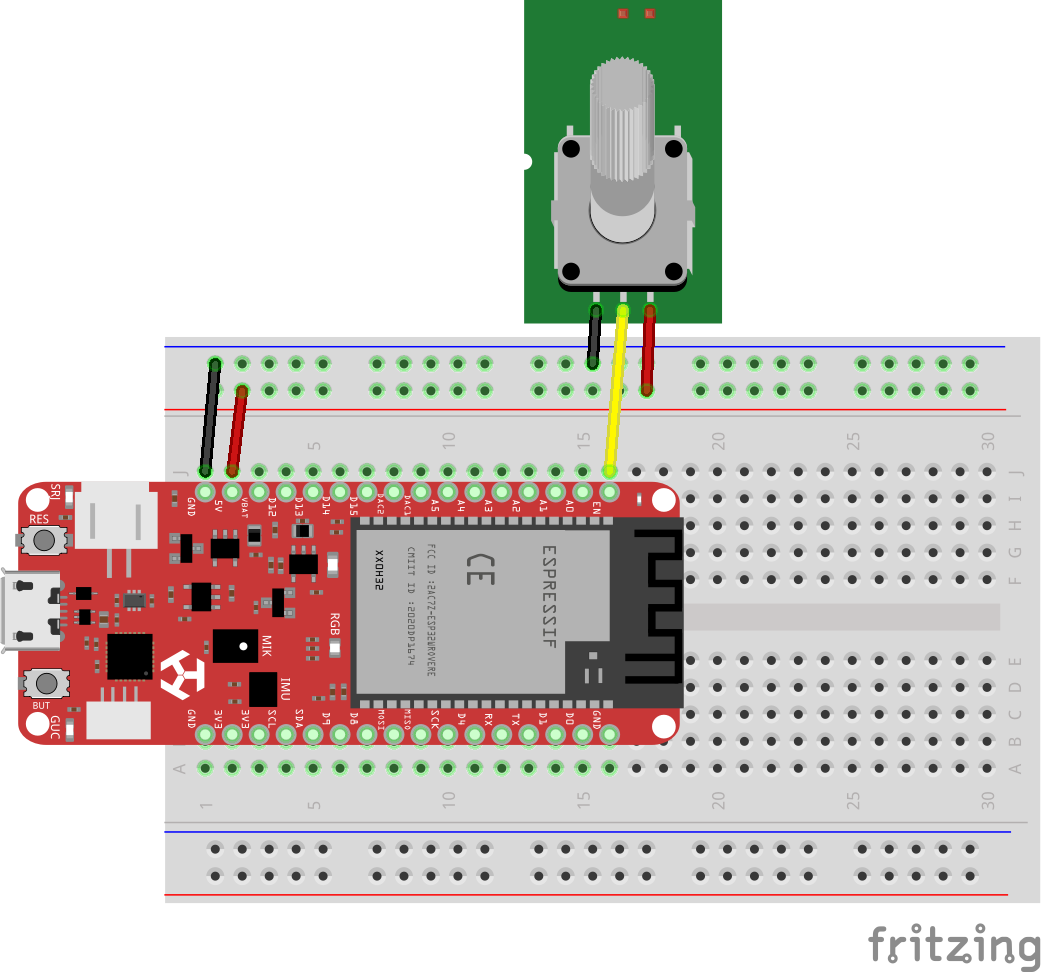 5 10 15 20 25 30
J J
GND 5V VBAT D12 D13 D14 D15 DAC2 DAC1 A5 A4 A3 A2 A1 A0 EN
I
H
G
F
RES
XXOH32
CMIIT ID :2020DP1674
FCC ID :2AC7Z-ESP32WROVERE
CE
ESPRESSIF
RGB
MIK
IMU
BUT
GUC
E
D
C
B
GND 3V3 3V3 SCL SDA D9 D8 MOSI MISO SCK D4 RX TX D1 D0 GND
A A
1 5 10 15 20 25 30
fritzing